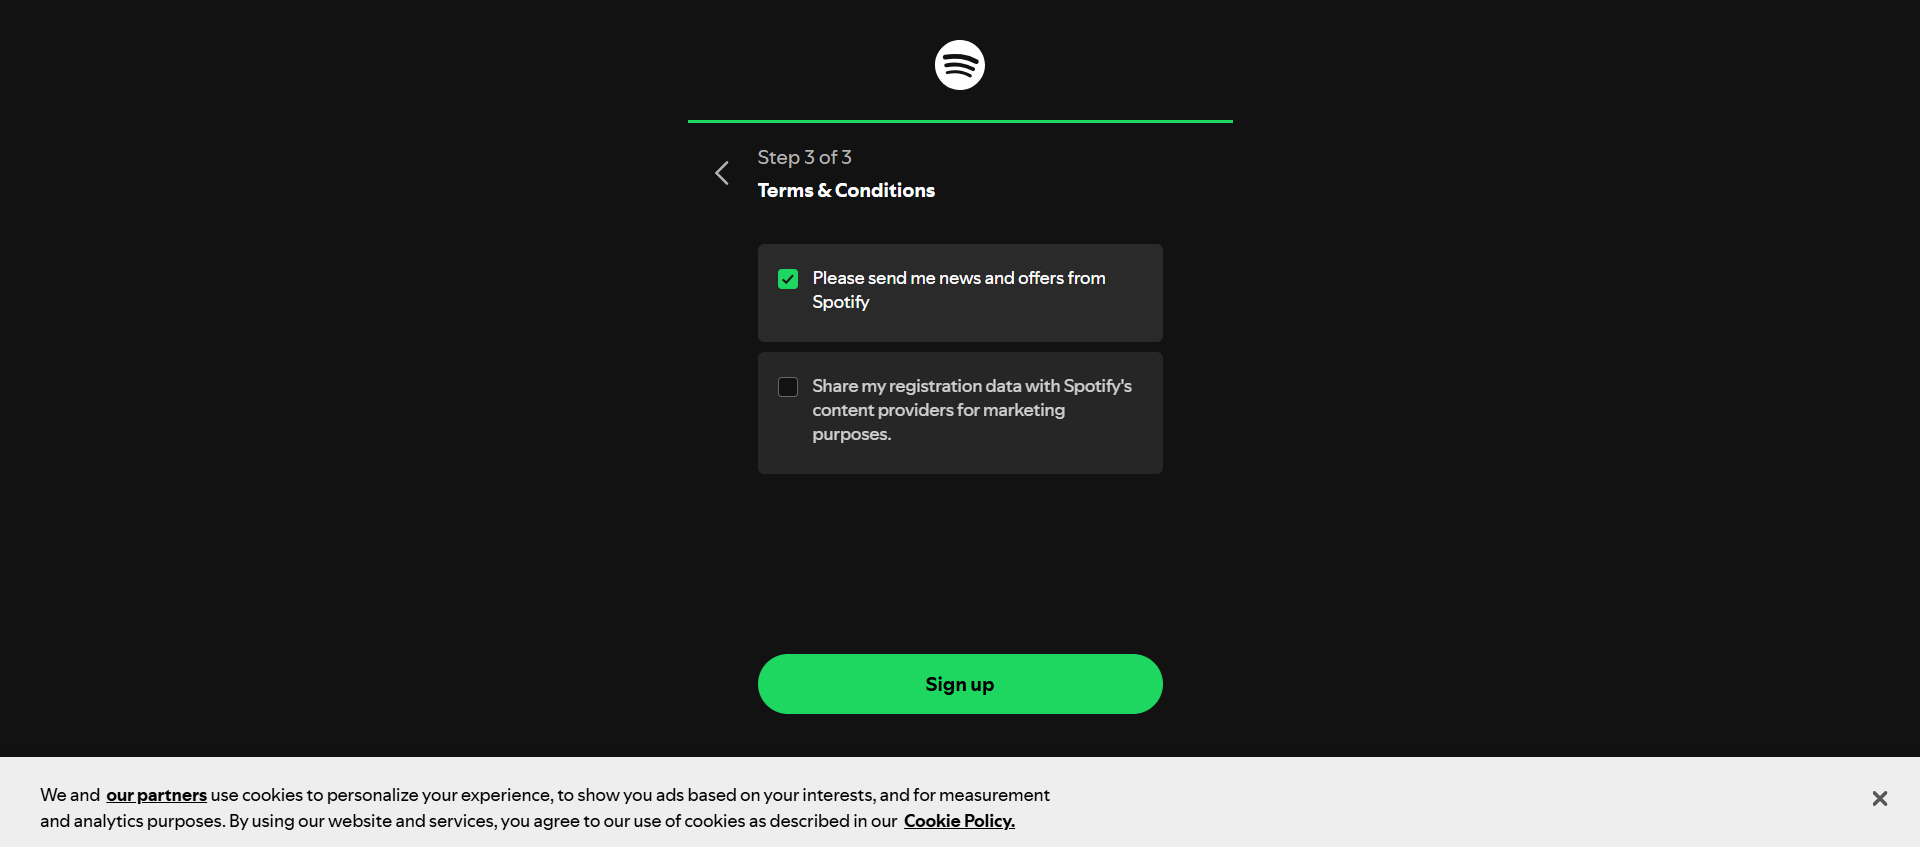 Step 3 of 3
Terms & Conditions
Please send me news and offers from
Spotify
Share my registration data with Spotify's
content providers for marketing
purposes.
Sign up
We and our partners use cookies to personalize your experience, to show you ads based on your interests, and for measurement
and analytics purposes. By using our website and services, you agree to our use of cookies as described in our Cookie Policy.